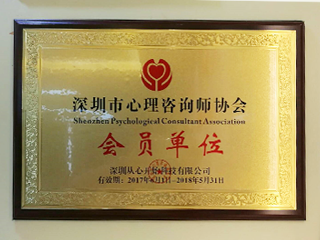 深圳市心理咨询师协会
Shenzhen Psychological Consultant Association
会员单位
深圳从心开始科技有限公司
有效期：2017年6月1日-2018年5月31日